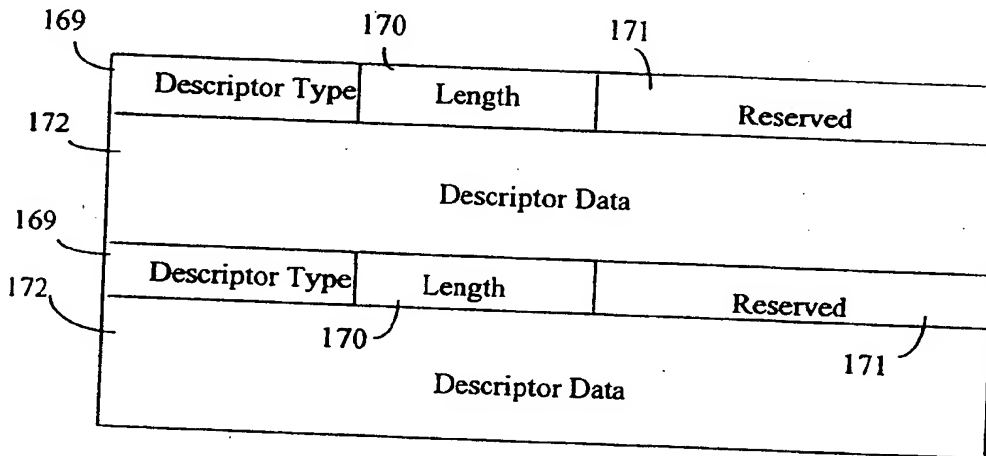 169 170 171
Descriptor Type Length Reserved
172
Descriptor Data
169
Descriptor Type Length Reserved
172
170 171
Descriptor Data